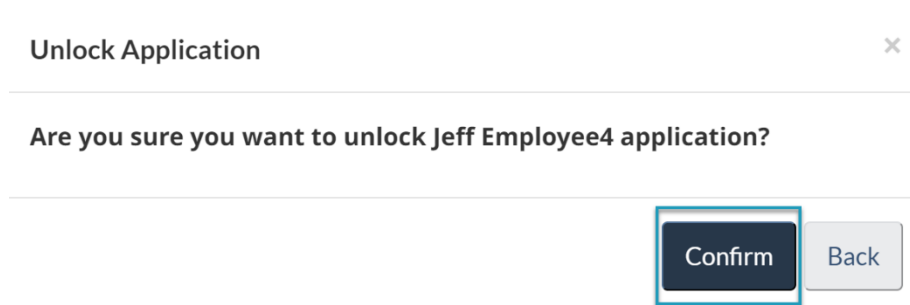 Unlock Application ×
Are you sure you want to unlock Jeff Employee4 application?
Confirm Back